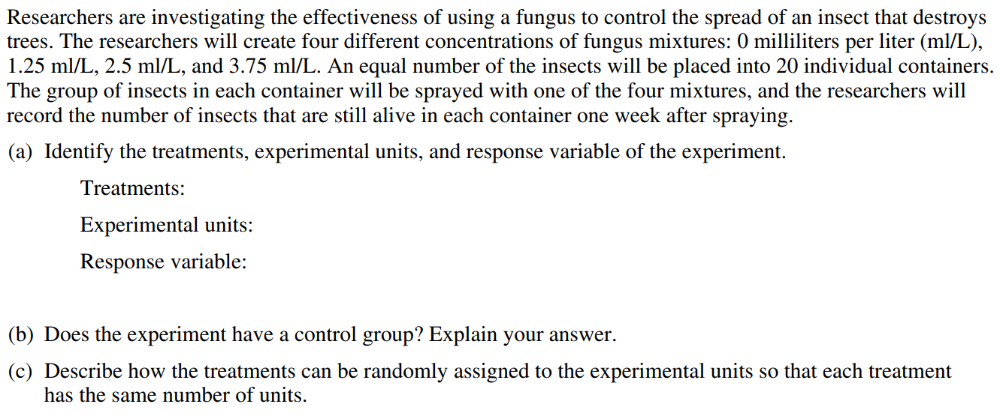 Researchers are investigating the effectiveness of using a fungus to control the spread of an insect that destroys
trees. The researchers will create four different concentrations of fungus mixtures: 0 milliliters per liter (ml/L),
1.25 ml/L, 2.5 ml/L, and 3.75 ml/L. An equal number of the insects will be placed into 20 individual containers.
The group of insects in each container will be sprayed with one of the four mixtures, and the researchers will
record the number of insects that are still alive in each container one week after spraying.
(a) Identify the treatments, experimental units, and response variable of the experiment.
Treatments:
Experimental units:
Response variable:
(b) Does the experiment have a control group? Explain your answer.
(c) Describe how the treatments can be randomly assigned to the experimental units so that each treatment
has the same number of units.